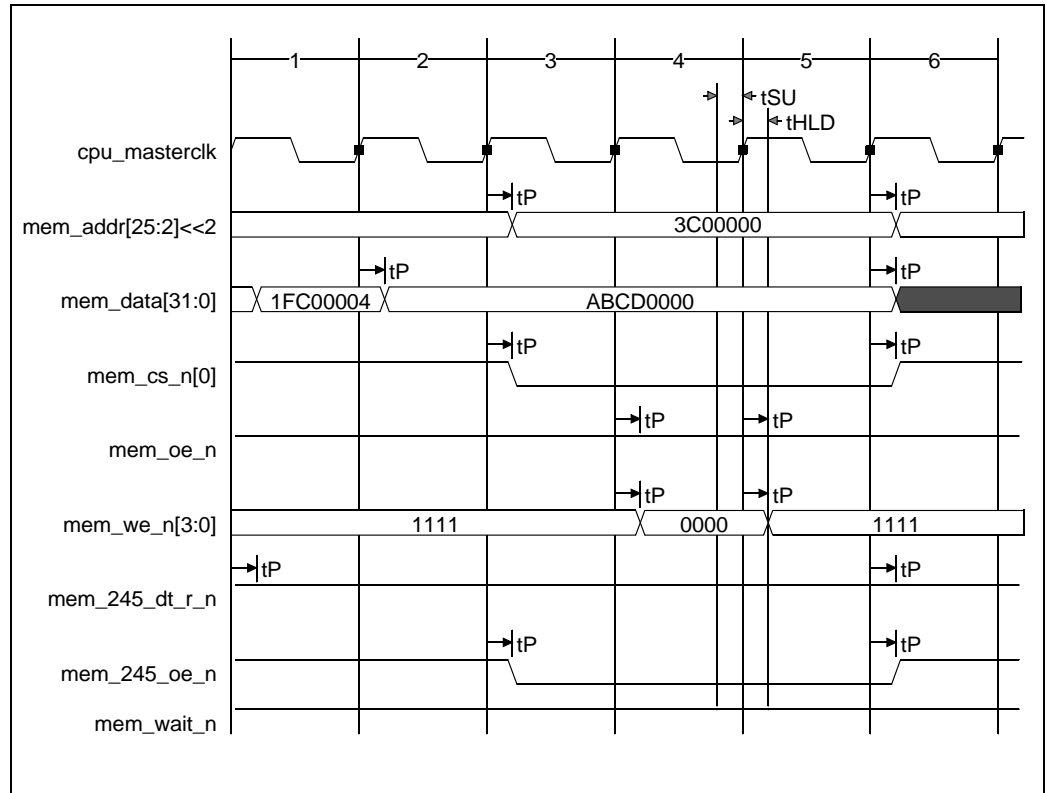 1 2 3 4 5 6
tSU
tHLD
cpu_masterclk
tP tP
mem_addr[25:2]<<2 3C00000
tP tP
mem_data[31:0] 1FC00004 ABCD0000
tP tP
mem_cs_n[0]
tP tP
mem_oe_n
tP tP
mem_we_n[3:0] 1111 0000 1111
tP tP
mem_245_dt_r_n
tP tP
mem_245_oe_n
mem_wait_n